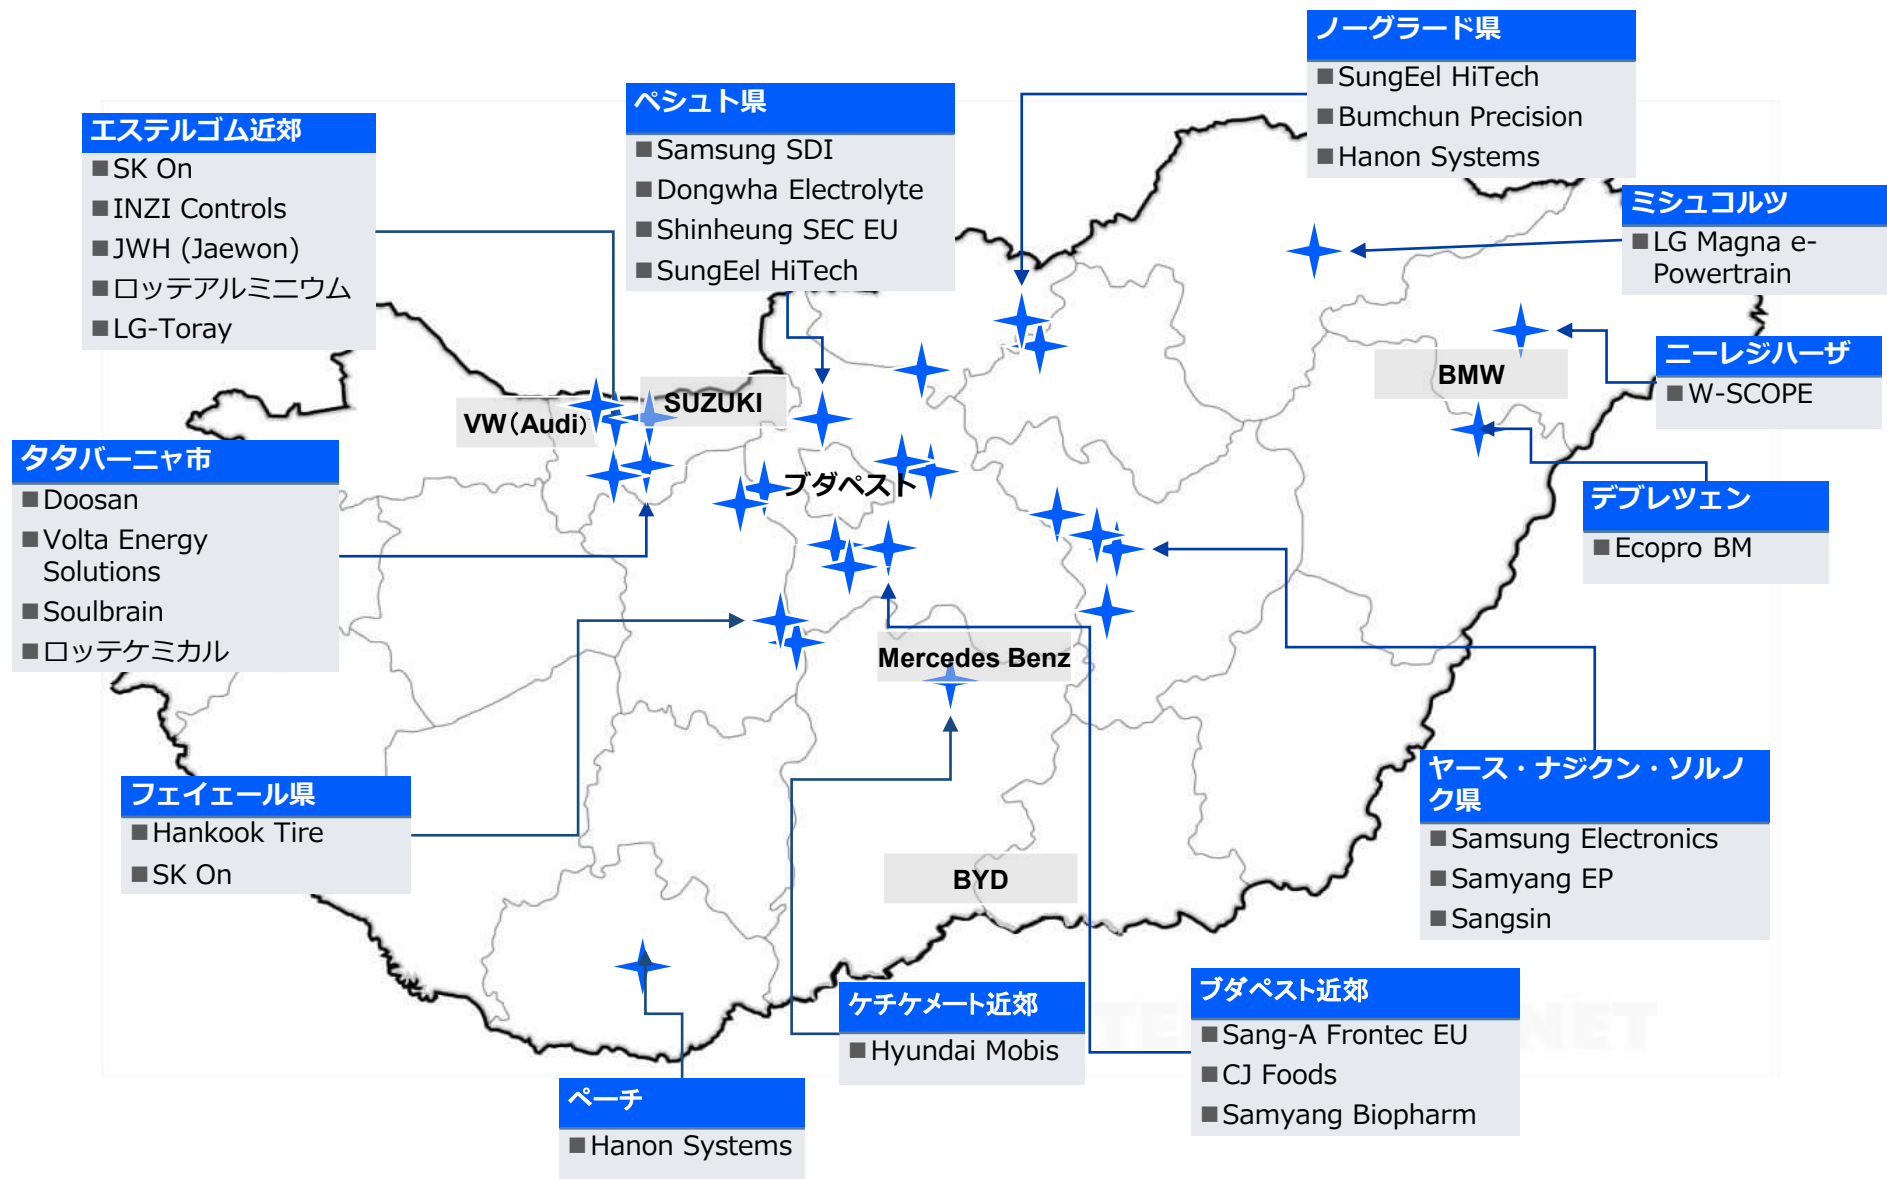 ノーグラード県
■SungEel HiTech
■Bumchun Precision
■Hanon Systems
ペシュト県
■Samsung SDI
■Dongwha Electrolyte
■Shinheung SEC EU
■SungEel HiTech
エステルゴム近郊
■SK On
■INZI Controls
■JWH (Jaewon)
■ロッテアルミニウム
■LG-Toray
ミシュコルツ
■LG Magna e-
Powertrain
ニーレジハーザ
■W-SCOPE
BMW
SUZUKI
VW(Audi)
タタバーニャ市
■Doosan
■Volta Energy
Solutions
■Soulbrain
■ロッテケミカル
ブダペスト
デブレツェン
■Ecopro BM
Mercedes Benz
フェイェール県
■Hankook Tire
■SK On
ヤース・ナジクン・ソルノ
ク県
■Samsung Electronics
■Samyang EP
■Sangsin
BYD
ケチケメート近郊
■Hyundai Mobis
ブダペスト近郊
■Sang-A Frontec EU
■CJ Foods
■Samyang Biopharm
ペーチ
■Hanon Systems